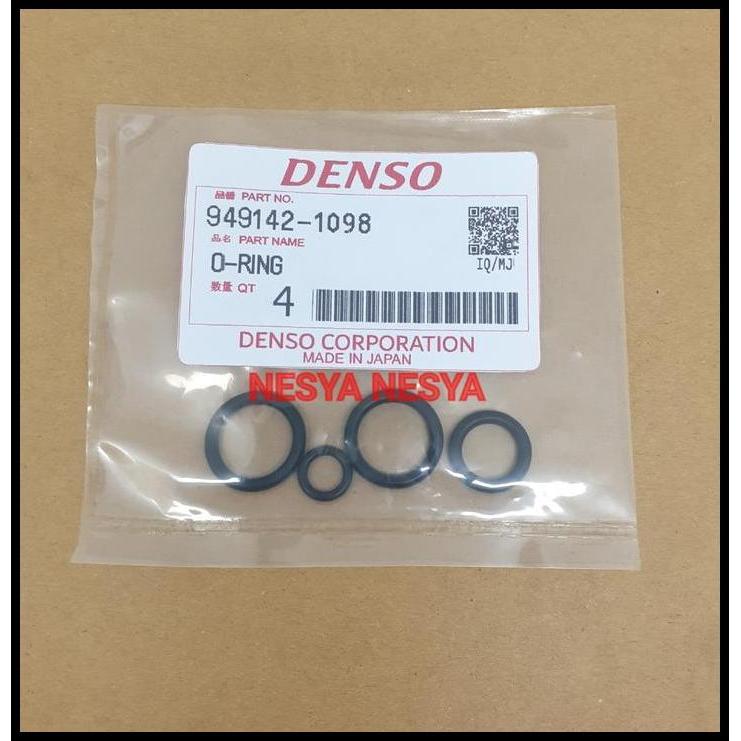 DENSO
品番 PART NO.
949142-1098
品名 PART NAME
O-RING
IQ/MJ
数量 QT 4
DENSO CORPORATION
MADE IN JAPAN
NESYA NESYA